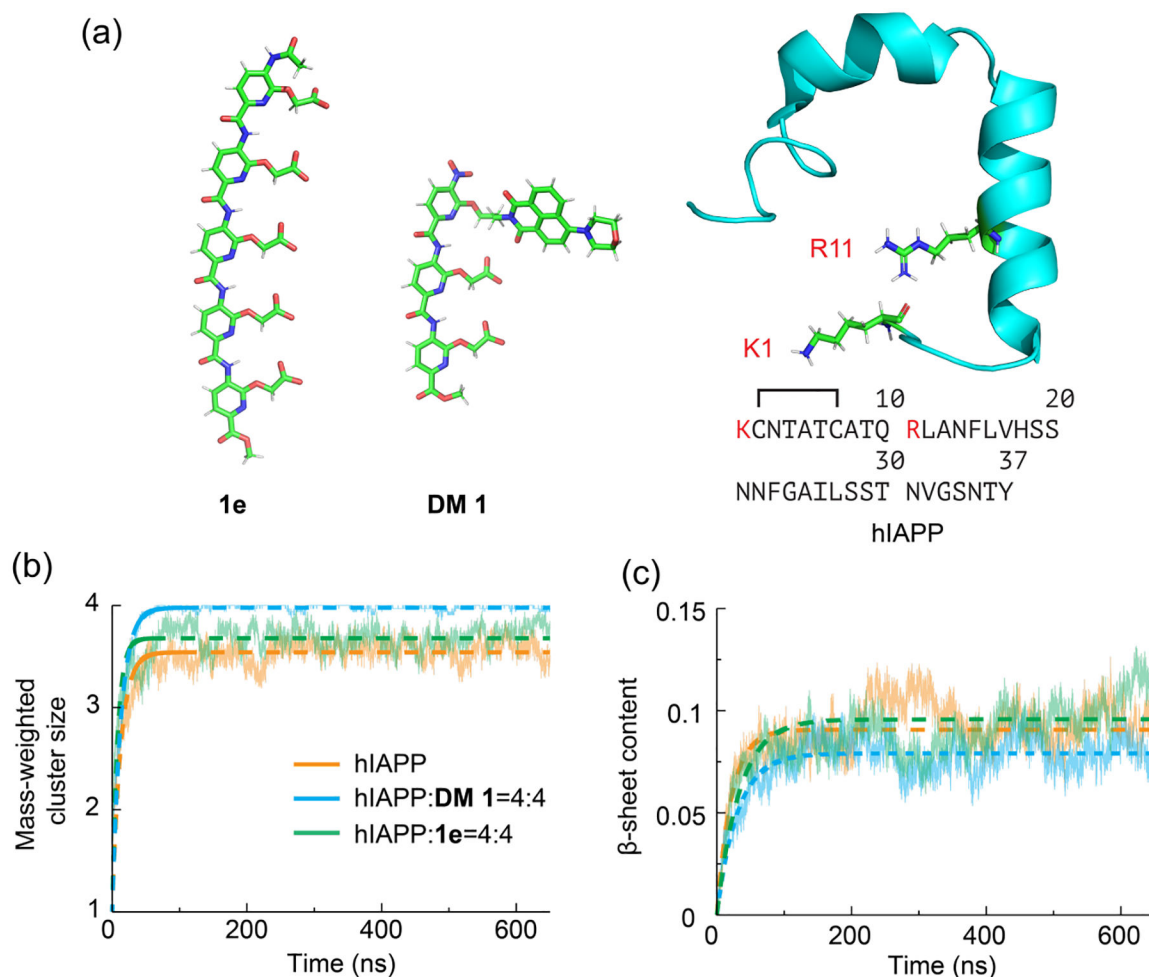 (a)
R11
K1
10 20
KCNTATCATQ RLANFLVHSS
30 37
NNFGAILSST NVGSNTY
1e
DM 1
hIAPP
(b)
Mass-weighted
cluster size
4
3
2
1
hIAPP
hIAPP:DM 1=4:4
hIAPP:1e=4:4
0 200 400 600
Time (ns)
(c)
β-sheet content
0.15
0.1
0.05
0
0 200 400 600
Time (ns)